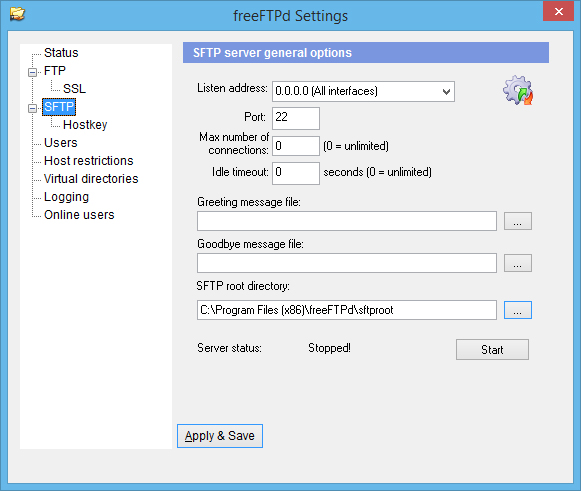 freeFTPd Settings
Status
FTP
SSL
SFTP
Hostkey
Users
Host restrictions
Virtual directories
Logging
Online users
SFTP server general options
Listen address: 0.0.0.0 (All interfaces)
Port: 22
Max number of
connections: 0 (0 = unlimited)
Idle timeout: 0 seconds (0 = unlimited)
Greeting message file:
...
Goodbye message file:
...
SFTP root directory:
C:\Program Files (x86)\freeFTPd\sftproot ...
Server status: Stopped! Start
Apply & Save